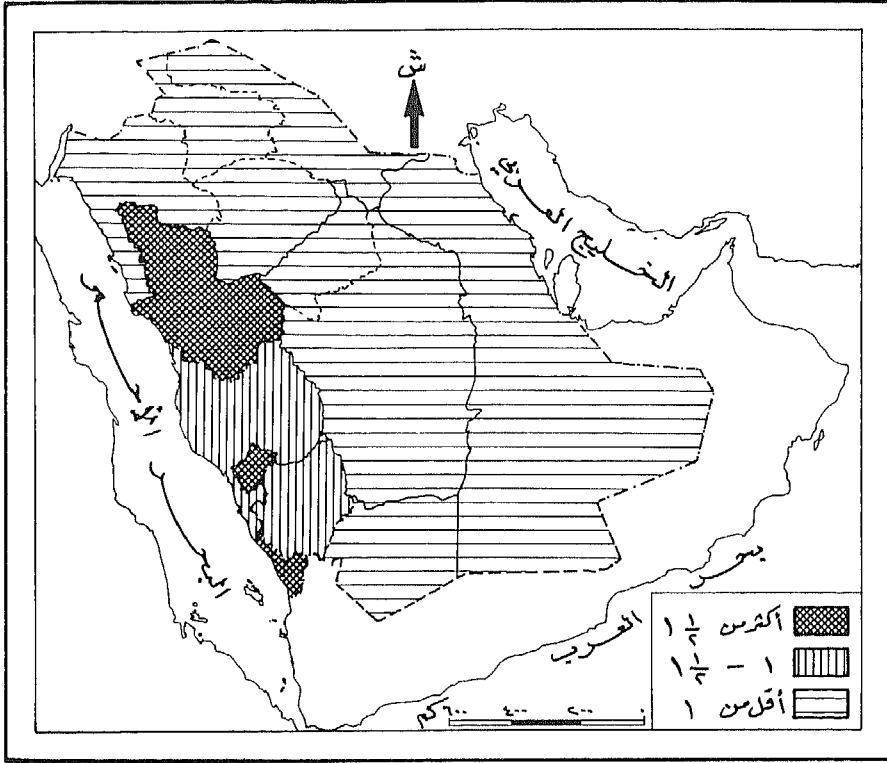 ش
الخليج العربي
البحر الأحمر
بحر العرب
أكثر من ١ ١/٢
١ - ١ ١/٢
أقل من ١
٠ ٢٠٠ ٤٠٠ ٦٠٠ كم